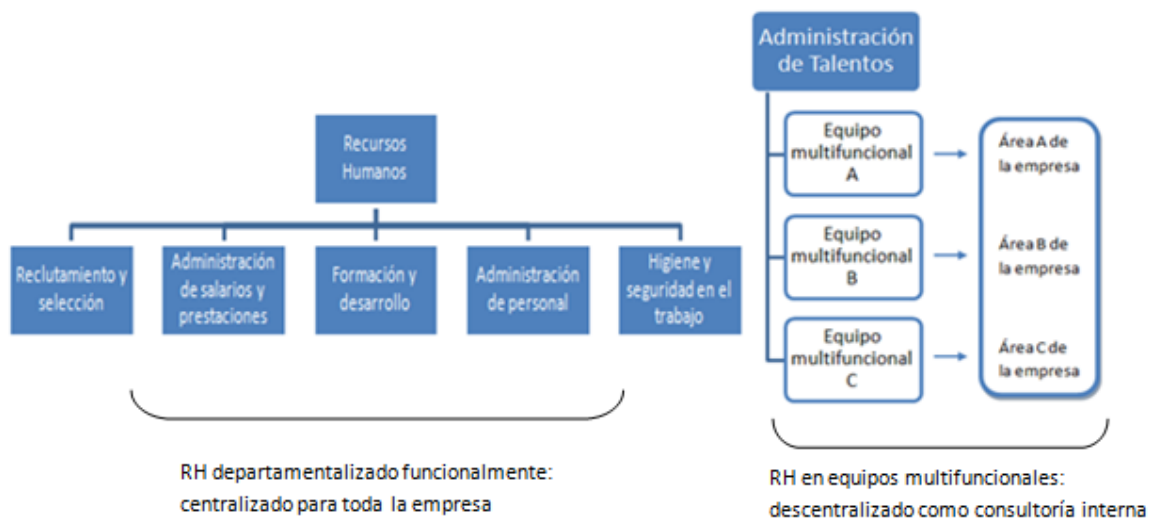 Recursos
Humanos
Reclutamiento y
selección
Administración
de salarios y
prestaciones
Formación y
desarrollo
Administración
de personal
Higiene y
seguridad en el
trabajo
RH departamentalizado funcionalmente:
centralizado para toda la empresa
Administración
de Talentos
Equipo
multifuncional
A
Área A de
la empresa
Equipo
multifuncional
B
Área B de
la empresa
Equipo
multifuncional
C
Área C de
la empresa
RH en equipos multifuncionales:
descentralizado como consultoría interna